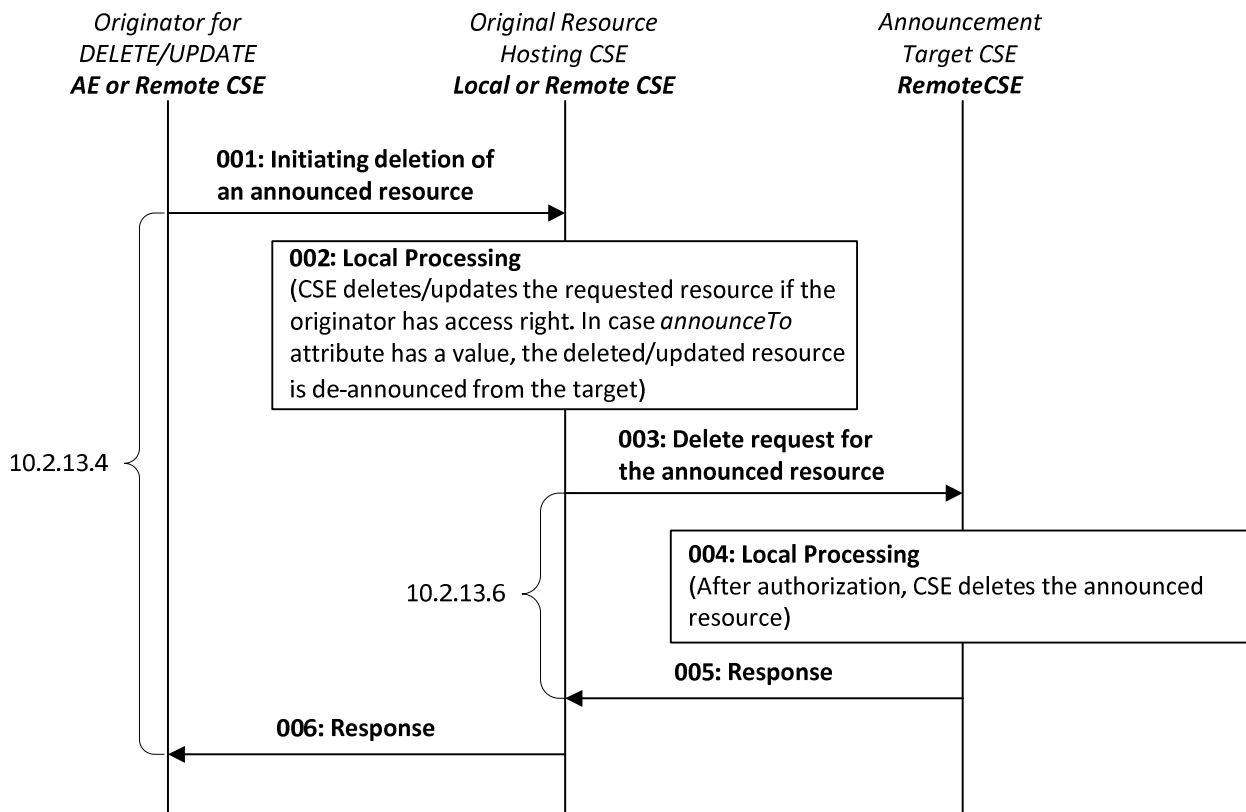 Originator for
DELETE/UPDATE
AE or Remote CSE
Original Resource
Hosting CSE
Local or Remote CSE
Announcement
Target CSE
RemoteCSE
001: Initiating deletion of
an announced resource
002: Local Processing
(CSE deletes/updates the requested resource if the
originator has access right. In case announceTo
attribute has a value, the deleted/updated resource
is de-announced from the target)
003: Delete request for
the announced resource
10.2.13.4
004: Local Processing
(After authorization, CSE deletes the announced
resource)
10.2.13.6
005: Response
006: Response